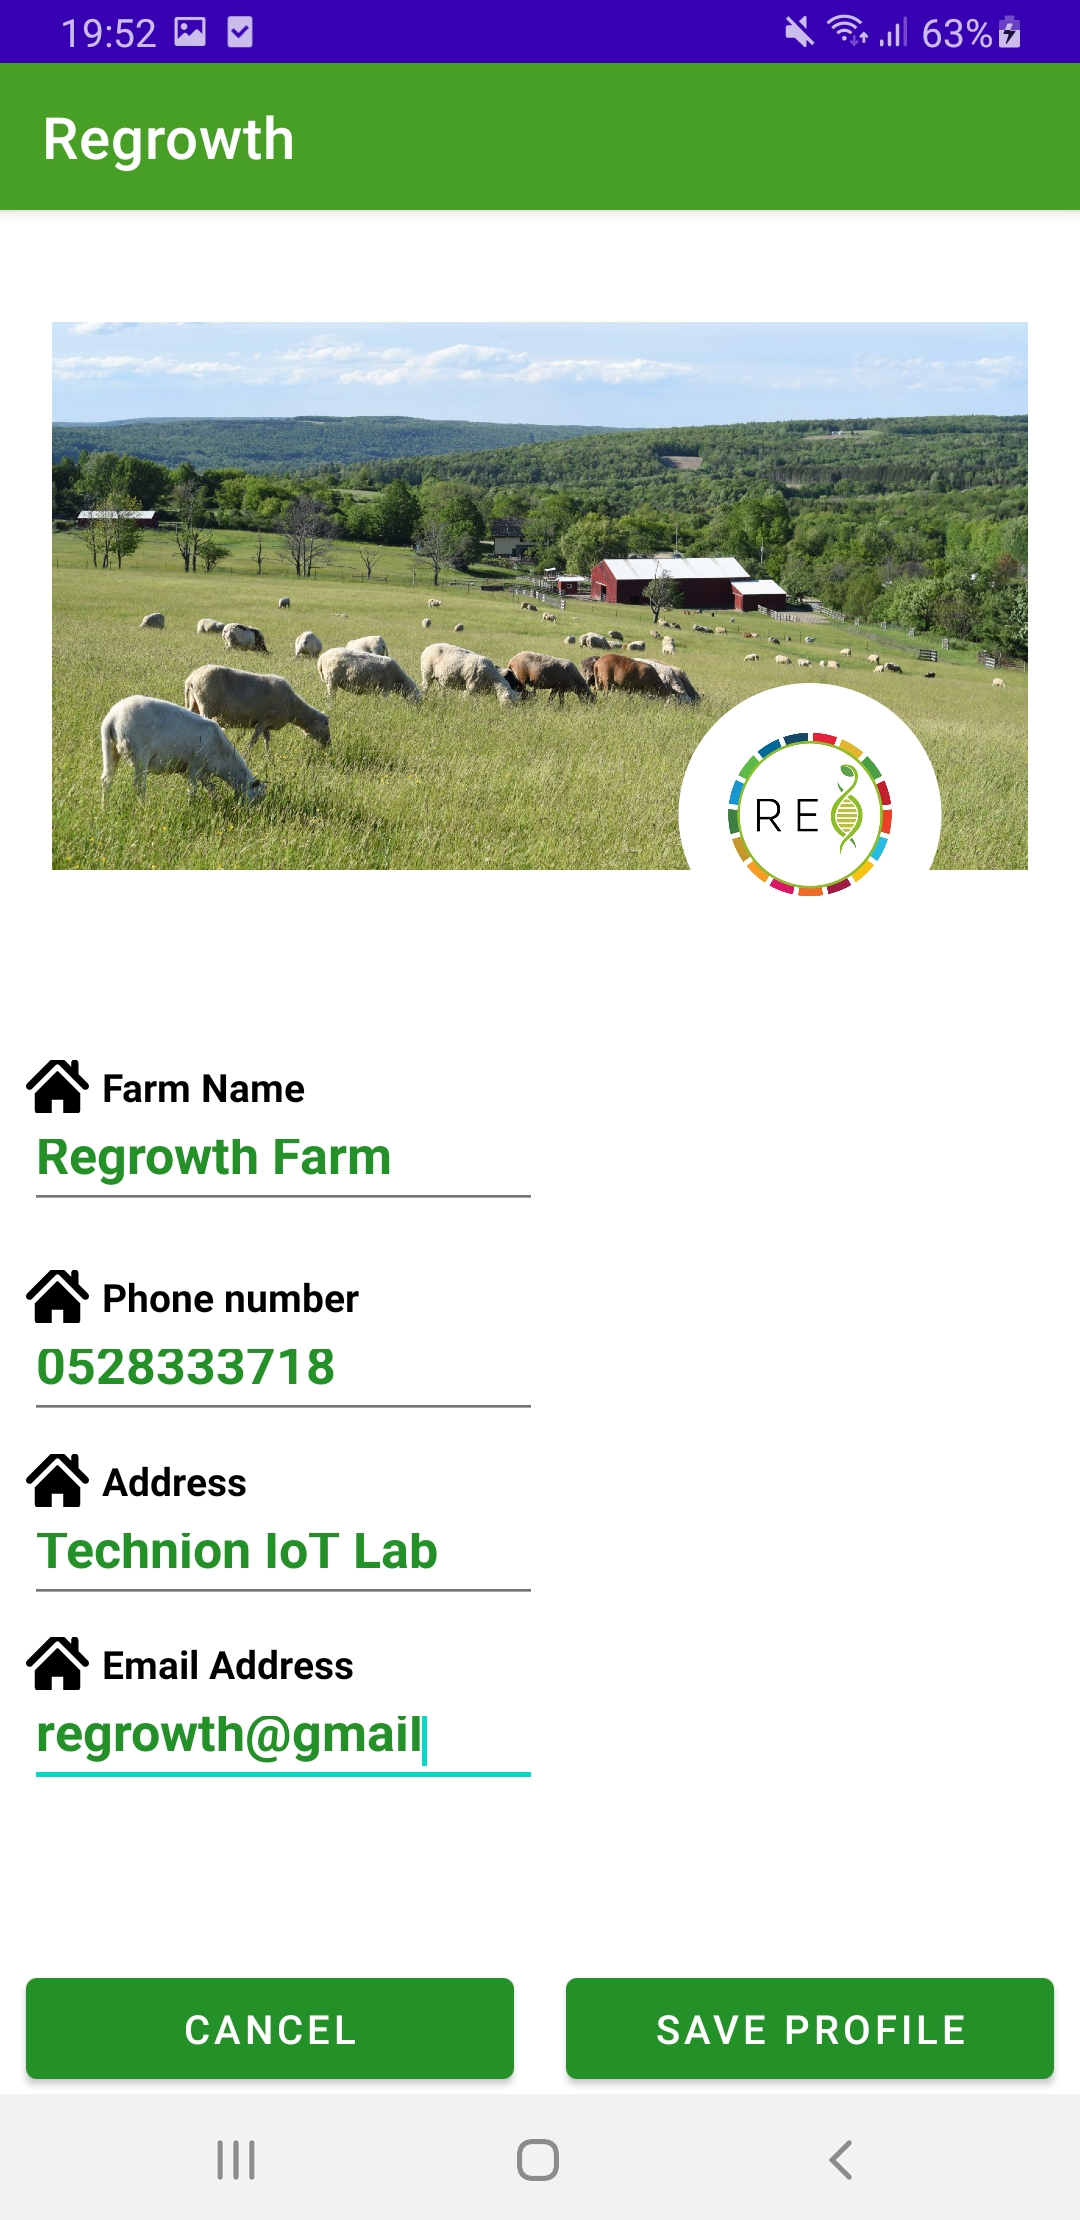 19:52
63%
Regrowth
RE
Farm Name
Regrowth Farm
Phone number
0528333718
Address
Technion IoT Lab
Email Address
regrowth@gmail
CANCEL
SAVE PROFILE